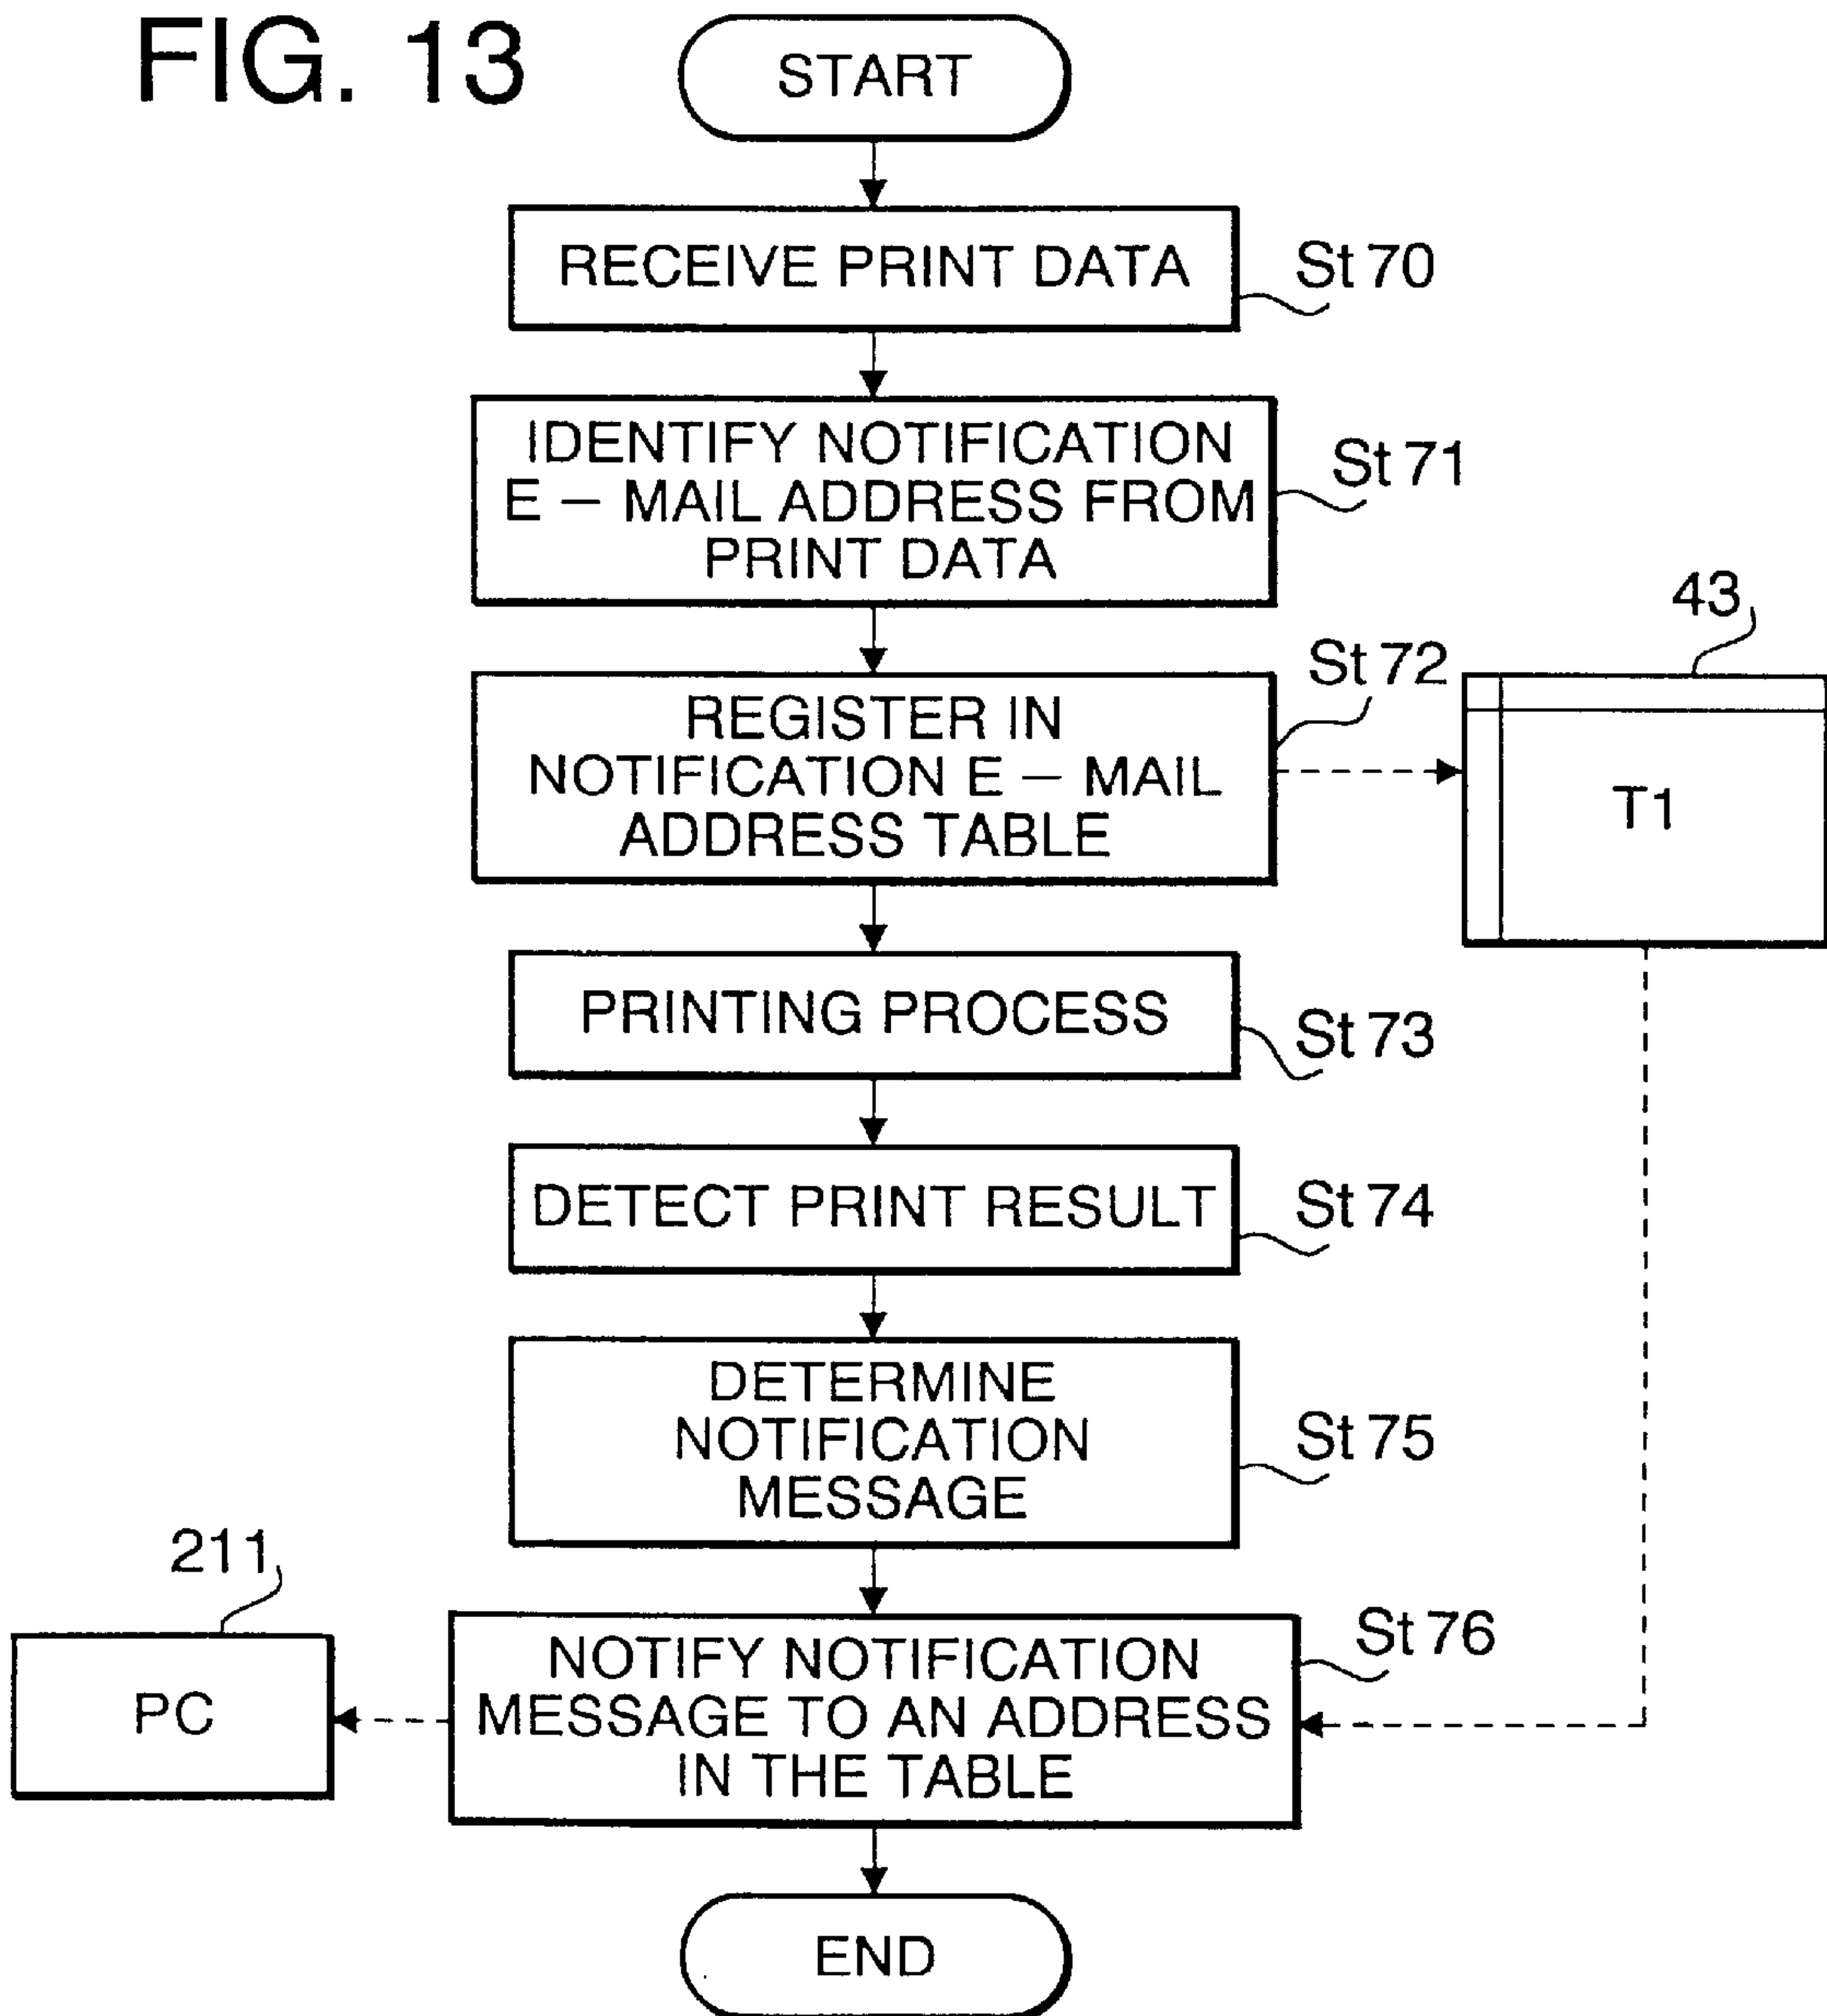 FIG. 13
START
RECEIVE PRINT DATA
St 70
IDENTIFY NOTIFICATION
E – MAIL ADDRESS FROM
PRINT DATA
St 71
REGISTER IN
NOTIFICATION E – MAIL
ADDRESS TABLE
St 72
43
T1
PRINTING PROCESS
St 73
DETECT PRINT RESULT
St 74
DETERMINE
NOTIFICATION
MESSAGE
St 75
211
PC
NOTIFY NOTIFICATION
MESSAGE TO AN ADDRESS
IN THE TABLE
St 76
END